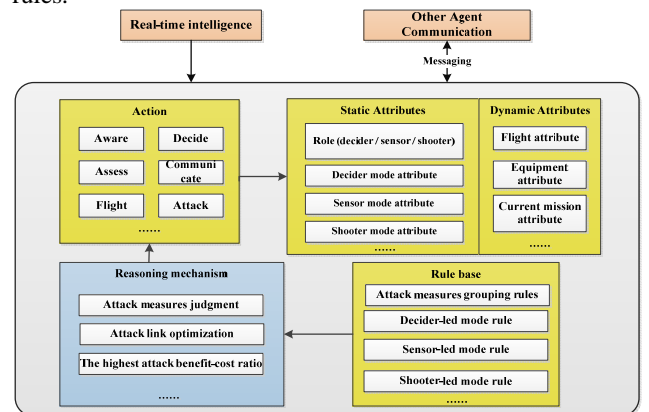 rules.
Real-time intelligence
Other Agent
Communication
Messaging
Action
Aware
Decide
Assess
Communi
cate
Flight
Attack
......
Static Attributes
Role (decider / sensor / shooter)
Decider mode attribute
Sensor mode attribute
Shooter mode attribute
......
Dynamic Attributes
Flight attribute
Equipment
attribute
Current mission
attribute
......
Reasoning mechanism
Attack measures judgment
Attack link optimization
The highest attack benefit-cost ratio
......
Rule base
Attack measures grouping rules
Decider-led mode rule
Sensor-led mode rule
Shooter-led mode rule
......